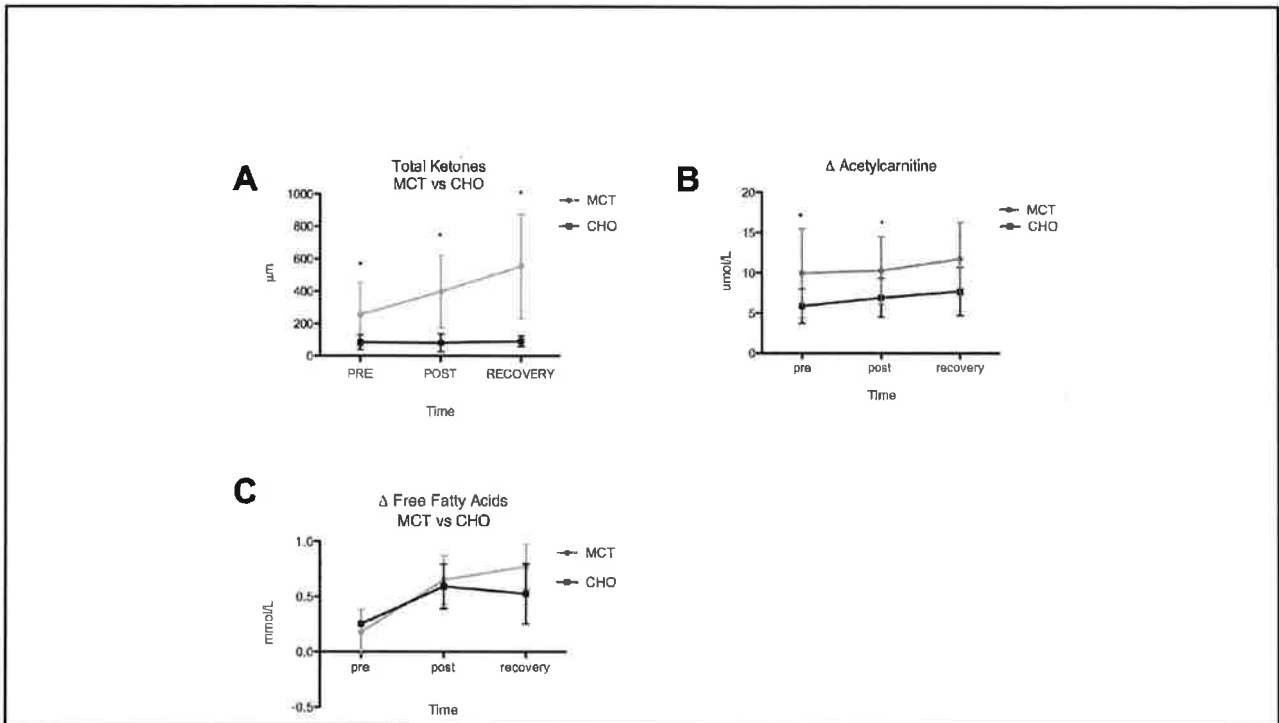 A
Total Ketones
MCT vs CHO
1000
800
600
400
200
0
µm
PRE
POST
RECOVERY
Time
MCT
CHO
B
Δ Acetylcarnitine
20
15
10
5
0
umol/L
pre
post
recovery
Time
MCT
CHO
C
Δ Free Fatty Acids
MCT vs CHO
1.0
0.5
0.0
-0.5
mmol/L
pre
post
recovery
Time
MCT
CHO